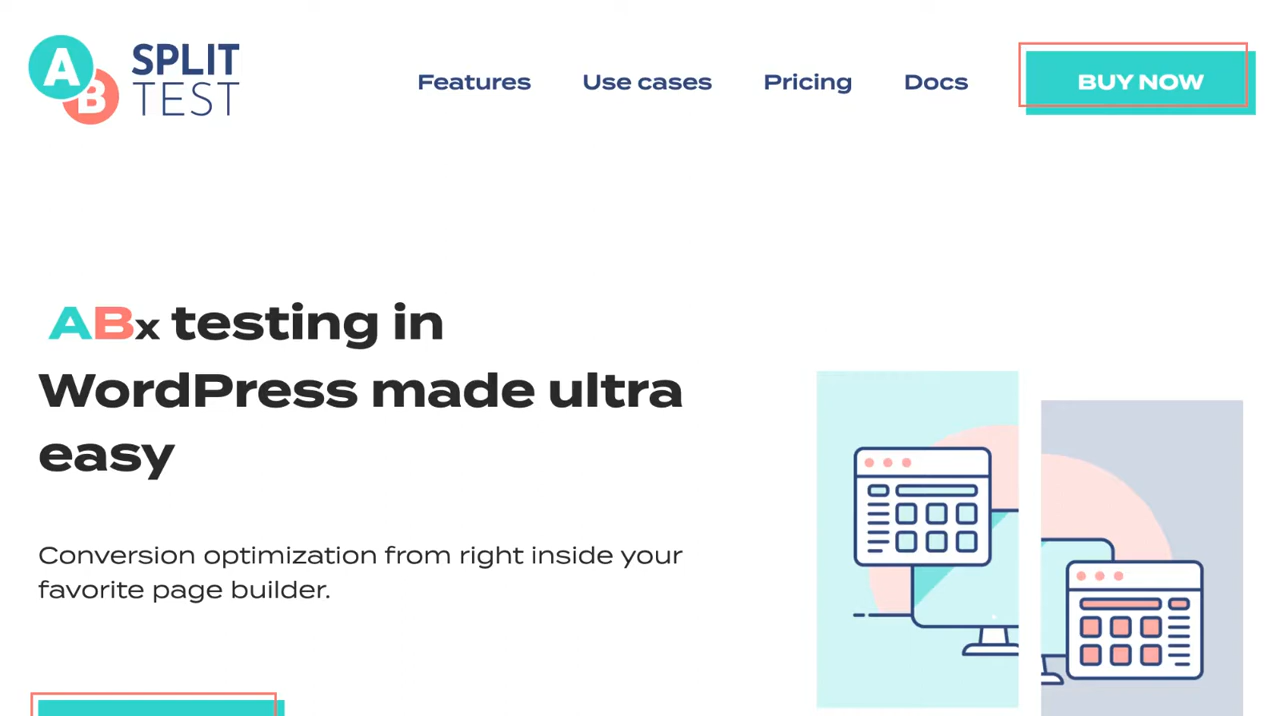 A
B
SPLIT
TEST
Features
Use cases
Pricing
Docs
BUY NOW
ABx testing in
WordPress made ultra
easy
Conversion optimization from right inside your
favorite page builder.